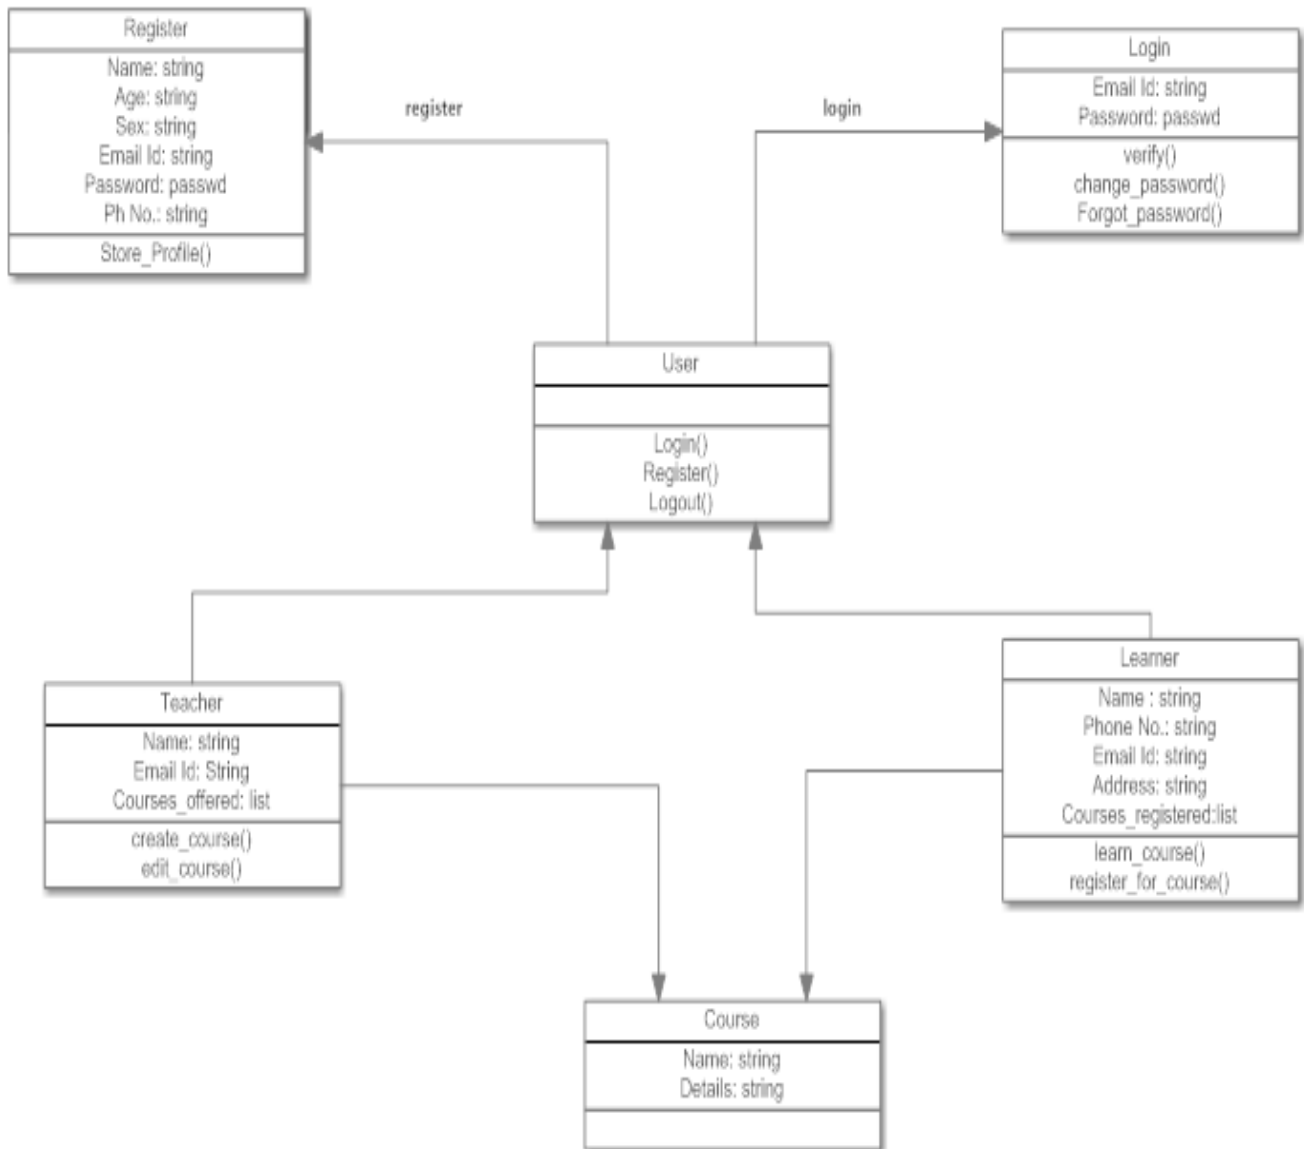 Register
Name: string
Age: string
Sex: string
Email Id: string
Password: passwd
Ph No.: string
Store_Profile()
register
login
Login
Email Id: string
Password: passwd
verify()
change_password()
Forgot_password()
User
Login()
Register()
Logout()
Teacher
Name: string
Email Id: String
Courses_offered: list
create_course()
edit_course()
Learner
Name : string
Phone No.: string
Email Id: string
Address: string
Courses_registered:list
learn_course()
register_for_course()
Course
Name: string
Details: string